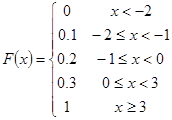 F(x) = { 0 x < −2
0.1 −2 ≤ x < −1
0.2 −1 ≤ x < 0
0.3 0 ≤ x < 3
1 x ≥ 3